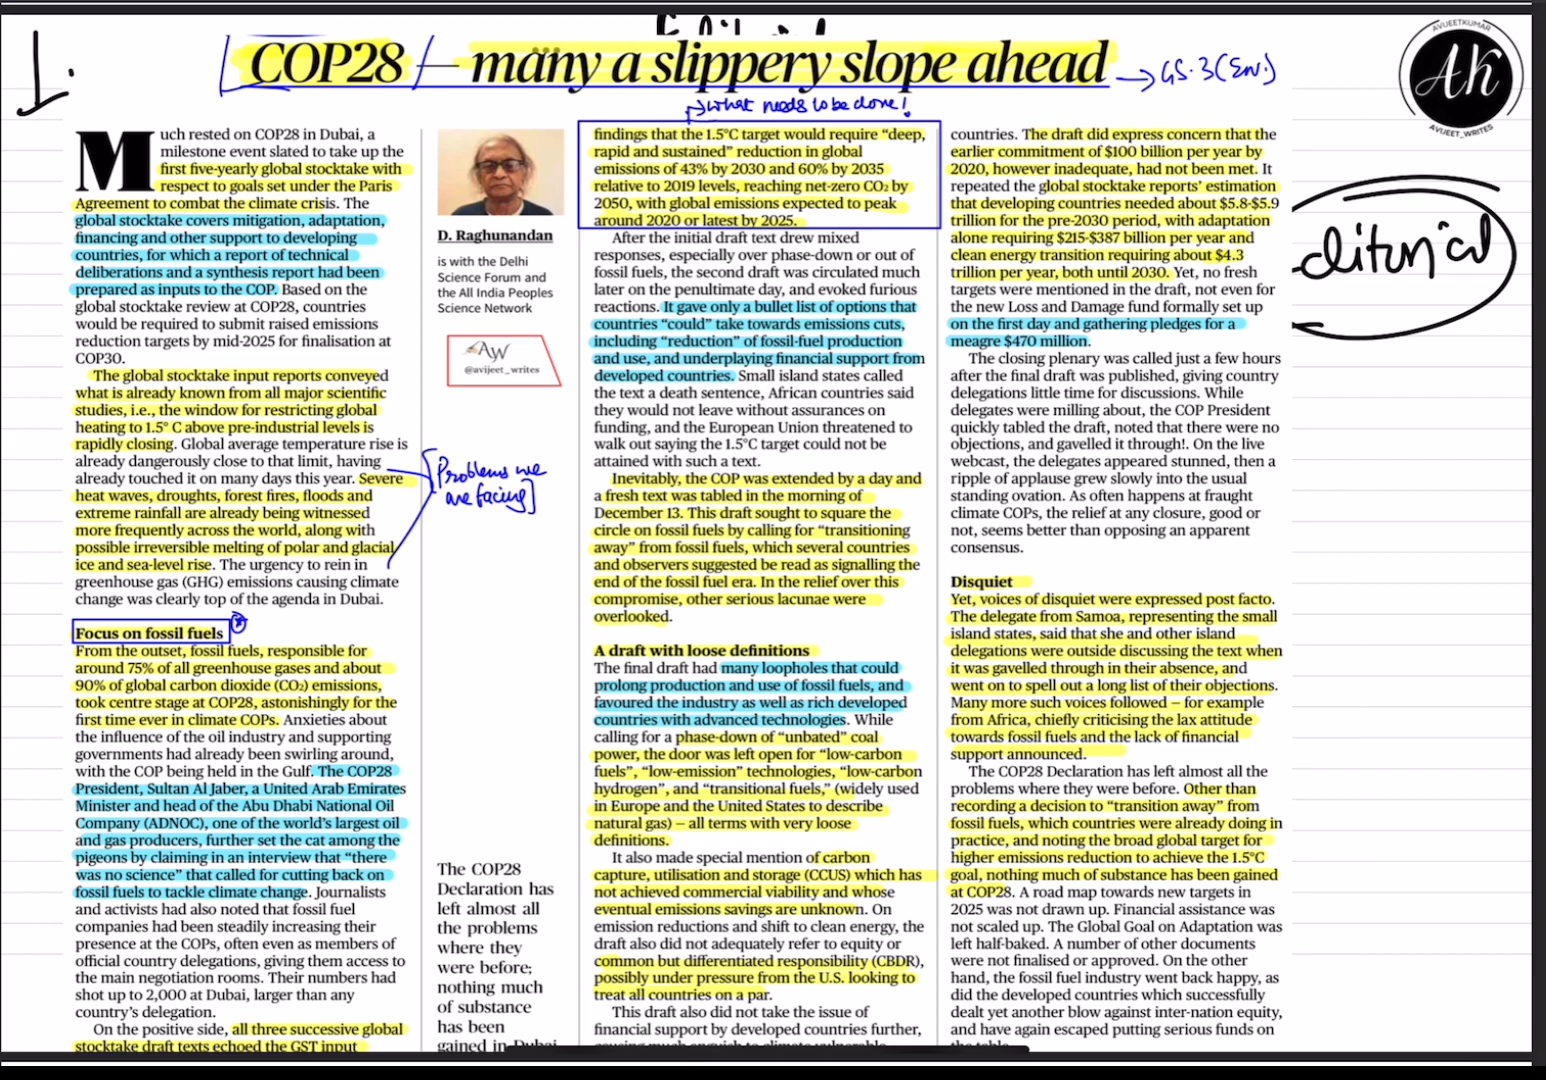 1.
COP28 — many a slippery slope ahead
→ GS.3 (Env.)
AVIJEETKUMAR
AK
AVIJEET_WRITES
→ what needs to be done!
Much rested on COP28 in Dubai, a
milestone event slated to take up the
first five-yearly global stocktake with
respect to goals set under the Paris
Agreement to combat the climate crisis. The
global stocktake covers mitigation, adaptation,
financing and other support to developing
countries, for which a report of technical
deliberations and a synthesis report had been
prepared as inputs to the COP. Based on the
global stocktake review at COP28, countries
would be required to submit raised emissions
reduction targets by mid-2025 for finalisation at
COP30.
The global stocktake input reports conveyed
what is already known from all major scientific
studies, i.e., the window for restricting global
heating to 1.5° C above pre-industrial levels is
rapidly closing. Global average temperature rise is
already dangerously close to that limit, having
already touched it on many days this year. Severe
heat waves, droughts, forest fires, floods and
extreme rainfall are already being witnessed
more frequently across the world, along with
possible irreversible melting of polar and glacial
ice and sea-level rise. The urgency to rein in
greenhouse gas (GHG) emissions causing climate
change was clearly top of the agenda in Dubai.
Focus on fossil fuels
From the outset, fossil fuels, responsible for
around 75% of all greenhouse gases and about
90% of global carbon dioxide (CO₂) emissions,
took centre stage at COP28, astonishingly for the
first time ever in climate COPs. Anxieties about
the influence of the oil industry and supporting
governments had already been swirling around,
with the COP being held in the Gulf. The COP28
President, Sultan Al Jaber, a United Arab Emirates
Minister and head of the Abu Dhabi National Oil
Company (ADNOC), one of the world's largest oil
and gas producers, further set the cat among the
pigeons by claiming in an interview that “there
was no science” that called for cutting back on
fossil fuels to tackle climate change. Journalists
and activists had also noted that fossil fuel
companies had been steadily increasing their
presence at the COPs, often even as members of
official country delegations, giving them access to
the main negotiation rooms. Their numbers had
shot up to 2,000 at Dubai, larger than any
country's delegation.
On the positive side, all three successive global
stocktake draft texts echoed the GST input
D. Raghunandan
is with the Delhi
Science Forum and
the All India Peoples
Science Network
AW
@avijeet_writes
[Problems we
are facing]
The COP28
Declaration has
left almost all
the problems
where they
were before;
nothing much
of substance
has been
gained in Dubai
findings that the 1.5°C target would require “deep,
rapid and sustained” reduction in global
emissions of 43% by 2030 and 60% by 2035
relative to 2019 levels, reaching net-zero CO₂ by
2050, with global emissions expected to peak
around 2020 or latest by 2025.
After the initial draft text drew mixed
responses, especially over phase-down or out of
fossil fuels, the second draft was circulated much
later on the penultimate day, and evoked furious
reactions. It gave only a bullet list of options that
countries “could” take towards emissions cuts,
including “reduction” of fossil-fuel production
and use, and underplaying financial support from
developed countries. Small island states called
the text a death sentence, African countries said
they would not leave without assurances on
funding, and the European Union threatened to
walk out saying the 1.5°C target could not be
attained with such a text.
Inevitably, the COP was extended by a day and
a fresh text was tabled in the morning of
December 13. This draft sought to square the
circle on fossil fuels by calling for “transitioning
away” from fossil fuels, which several countries
and observers suggested be read as signalling the
end of the fossil fuel era. In the relief over this
compromise, other serious lacunae were
overlooked.
A draft with loose definitions
The final draft had many loopholes that could
prolong production and use of fossil fuels, and
favoured the industry as well as rich developed
countries with advanced technologies. While
calling for a phase-down of “unbated” coal
power, the door was left open for “low-carbon
fuels”, “low-emission” technologies, “low-carbon
hydrogen”, and “transitional fuels,” (widely used
in Europe and the United States to describe
natural gas) — all terms with very loose
definitions.
It also made special mention of carbon
capture, utilisation and storage (CCUS) which has
not achieved commercial viability and whose
eventual emissions savings are unknown. On
emission reductions and shift to clean energy, the
draft also did not adequately refer to equity or
common but differentiated responsibility (CBDR),
possibly under pressure from the U.S. looking to
treat all countries on a par.
This draft also did not take the issue of
financial support by developed countries further,
countries. The draft did express concern that the
earlier commitment of $100 billion per year by
2020, however inadequate, had not been met. It
repeated the global stocktake reports' estimation
that developing countries needed about $5.8-$5.9
trillion for the pre-2030 period, with adaptation
alone requiring $215-$387 billion per year and
clean energy transition requiring about $4.3
trillion per year, both until 2030. Yet, no fresh
targets were mentioned in the draft, not even for
the new Loss and Damage fund formally set up
on the first day and gathering pledges for a
meagre $470 million.
The closing plenary was called just a few hours
after the final draft was published, giving country
delegations little time for discussions. While
delegates were milling about, the COP President
quickly tabled the draft, noted that there were no
objections, and gavelled it through!. On the live
webcast, the delegates appeared stunned, then a
ripple of applause grew slowly into the usual
standing ovation. As often happens at fraught
climate COPs, the relief at any closure, good or
not, seems better than opposing an apparent
consensus.
Disquiet
Yet, voices of disquiet were expressed post facto.
The delegate from Samoa, representing the small
island states, said that she and other island
delegations were outside discussing the text when
it was gavelled through in their absence, and
went on to spell out a long list of their objections.
Many more such voices followed — for example
from Africa, chiefly criticising the lax attitude
towards fossil fuels and the lack of financial
support announced.
The COP28 Declaration has left almost all the
problems where they were before. Other than
recording a decision to “transition away” from
fossil fuels, which countries were already doing in
practice, and noting the broad global target for
higher emissions reduction to achieve the 1.5°C
goal, nothing much of substance has been gained
at COP28. A road map towards new targets in
2025 was not drawn up. Financial assistance was
not scaled up. The Global Goal on Adaptation was
left half-baked. A number of other documents
were not finalised or approved. On the other
hand, the fossil fuel industry went back happy, as
did the developed countries which successfully
dealt yet another blow against inter-nation equity,
and have again escaped putting serious funds on
ditorial